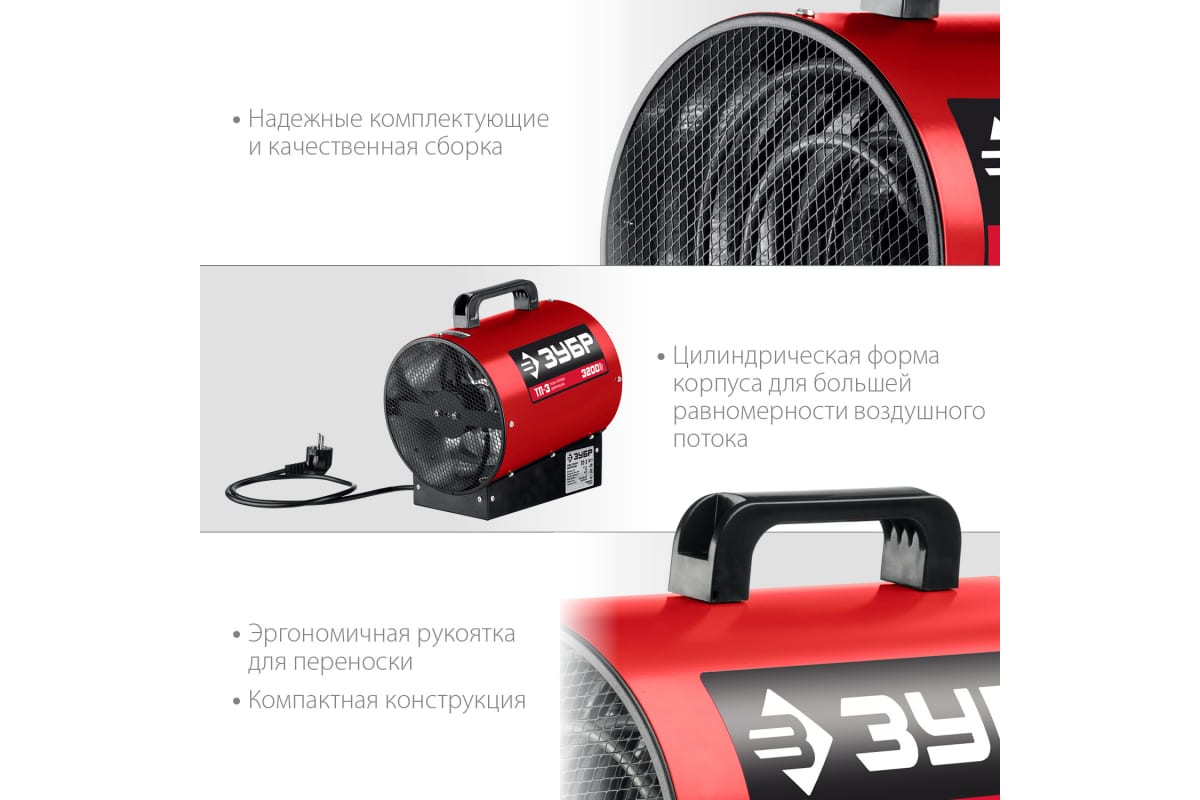 • Надежные комплектующие
и качественная сборка
ЗУБР
ТП-3
3200
ЗУБР
• Цилиндрическая форма
корпуса для большей
равномерности воздушного
потока
• Эргономичная рукоятка
для переноски
• Компактная конструкция
ЗУБ